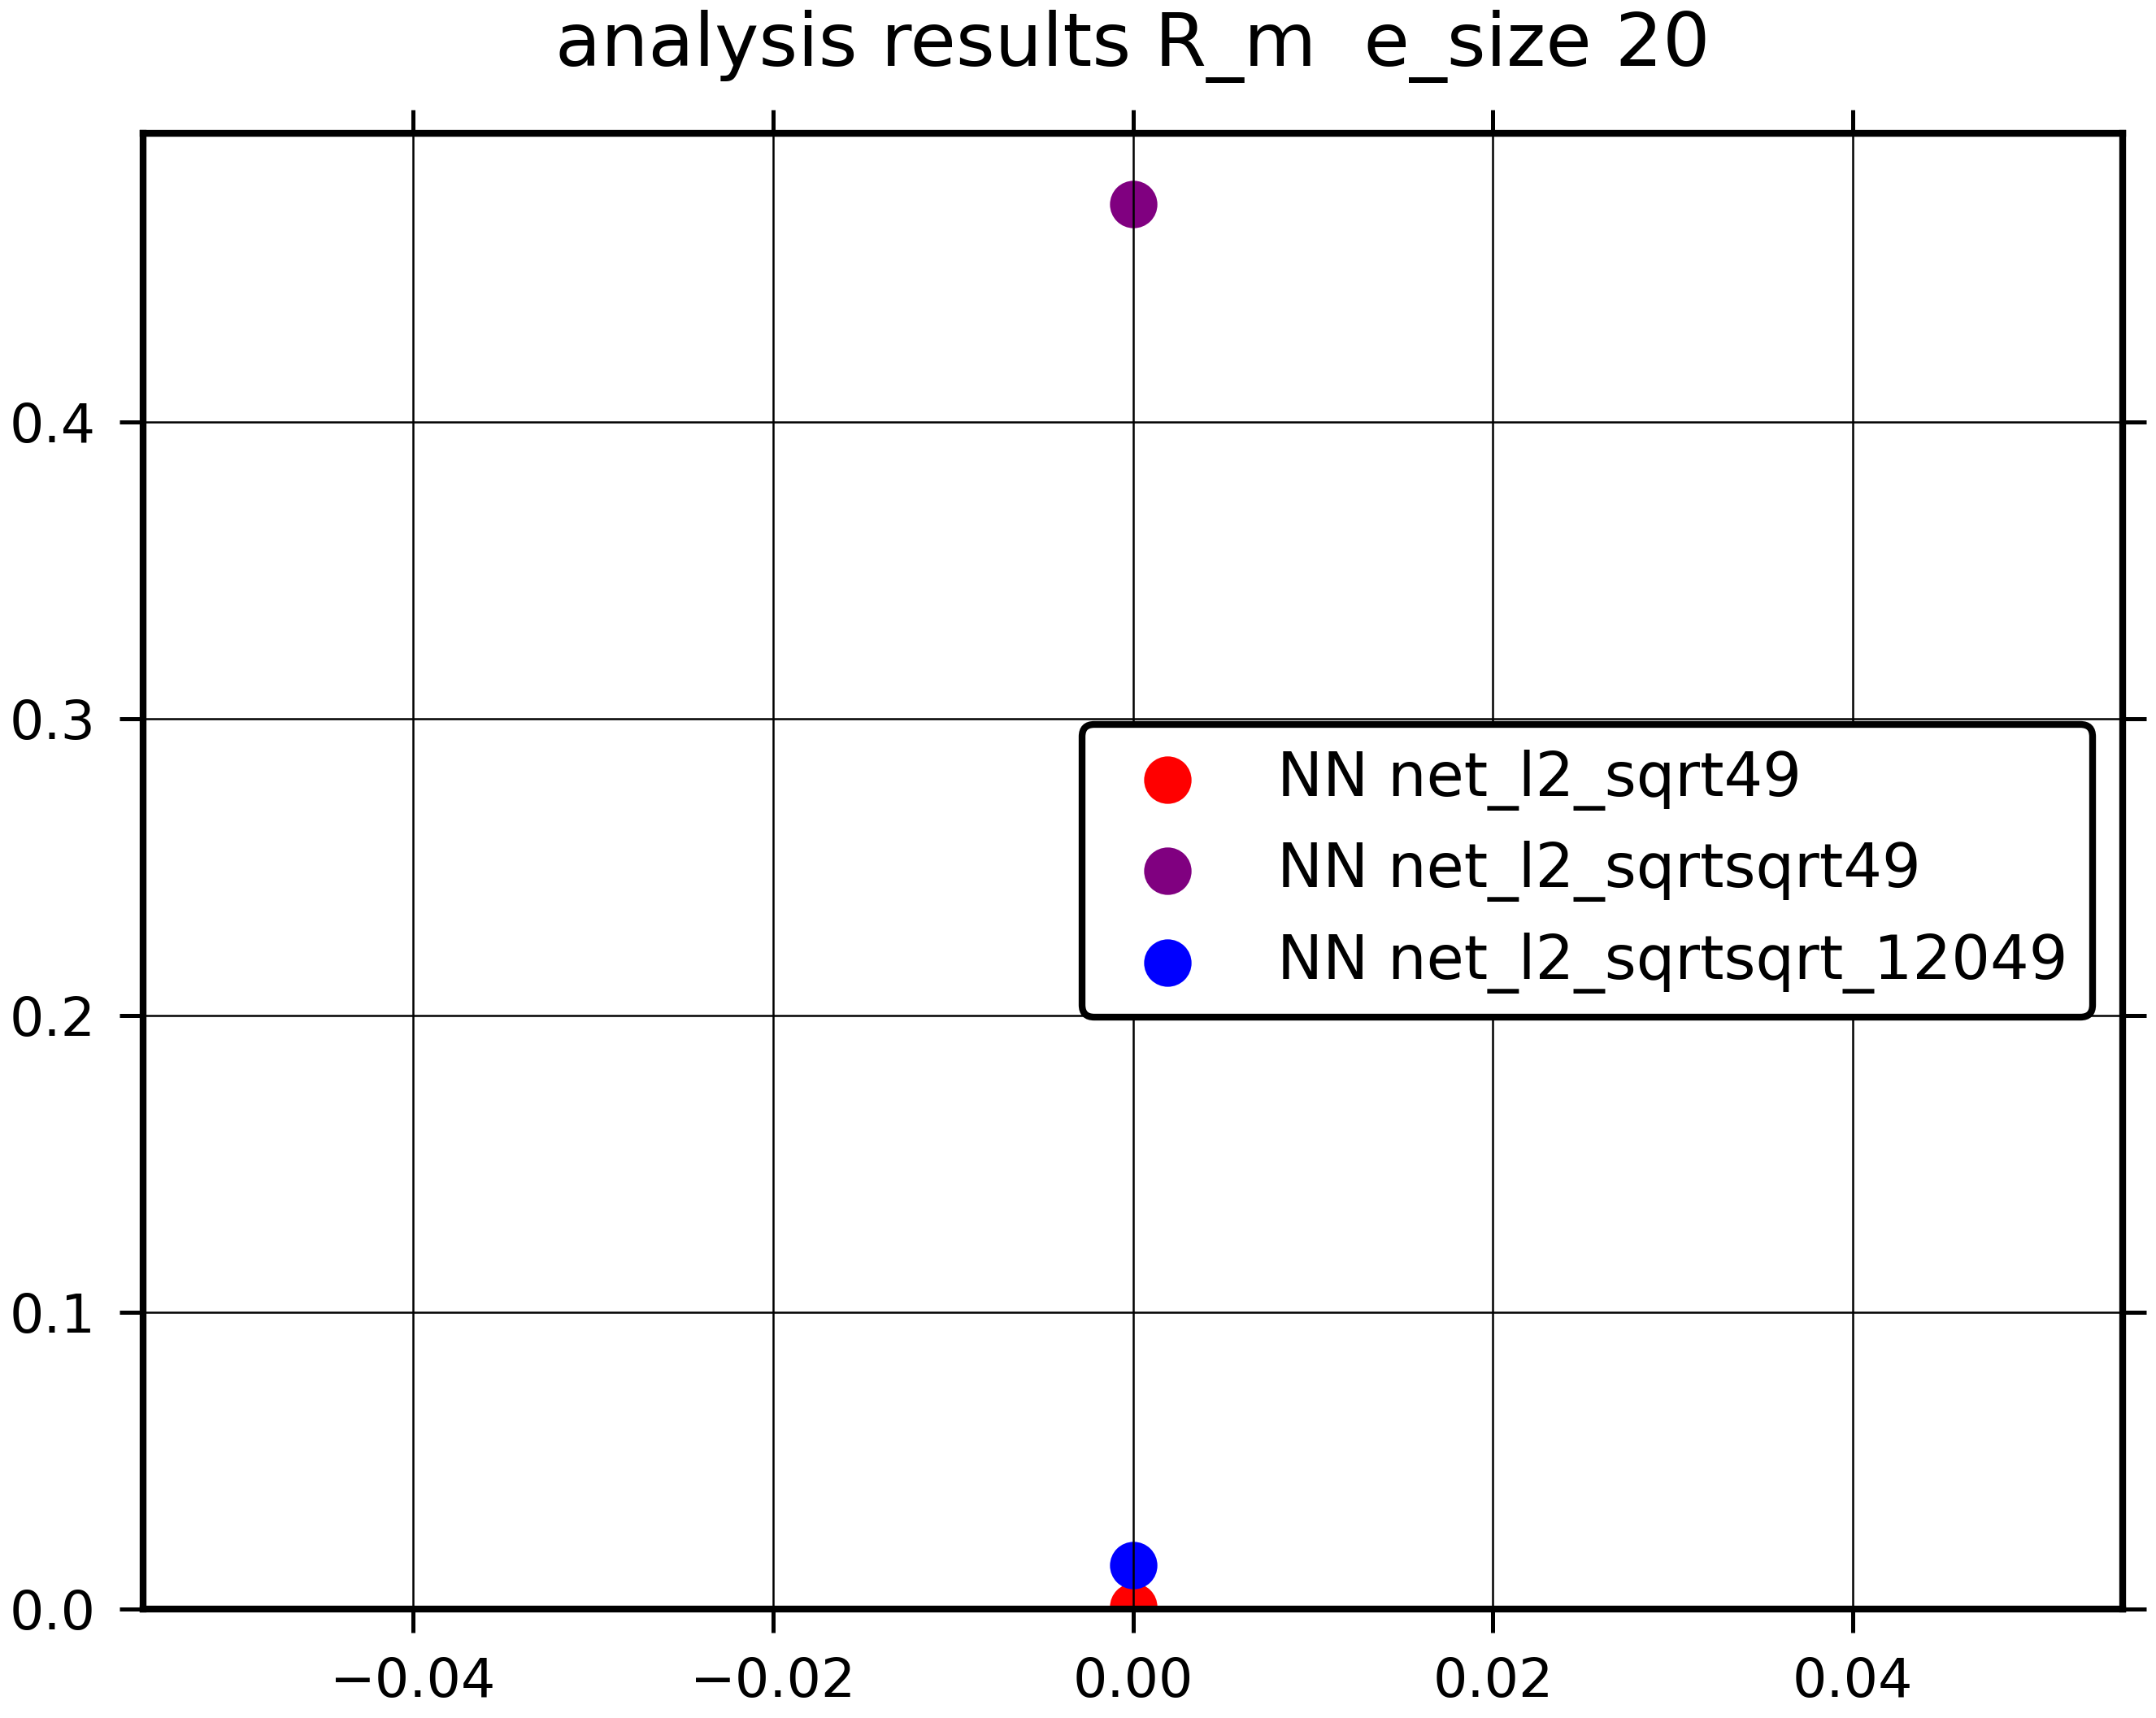 analysis results R_m  e_size 20
0.4
0.3
0.2
0.1
0.0
NN net_l2_sqrt49
NN net_l2_sqrtsqrt49
NN net_l2_sqrtsqrt_12049
−0.04 −0.02 0.00 0.02 0.04